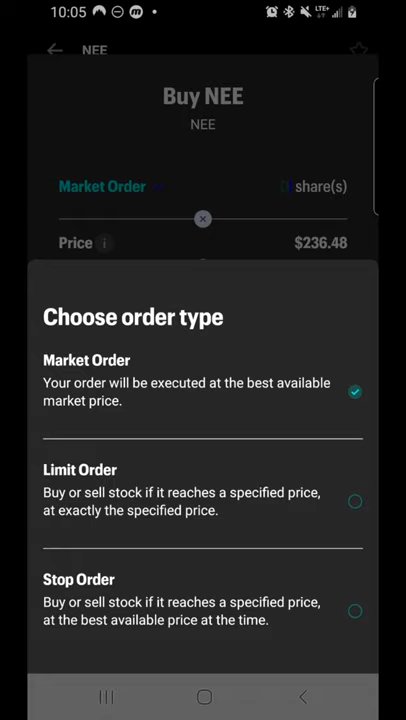 10:05
LTE+
NEE
Buy NEE
NEE
Market Order
0 share(s)
Price
$236.48
Choose order type
Market Order
Your order will be executed at the best available
market price.
Limit Order
Buy or sell stock if it reaches a specified price,
at exactly the specified price.
Stop Order
Buy or sell stock if it reaches a specified price,
at the best available price at the time.